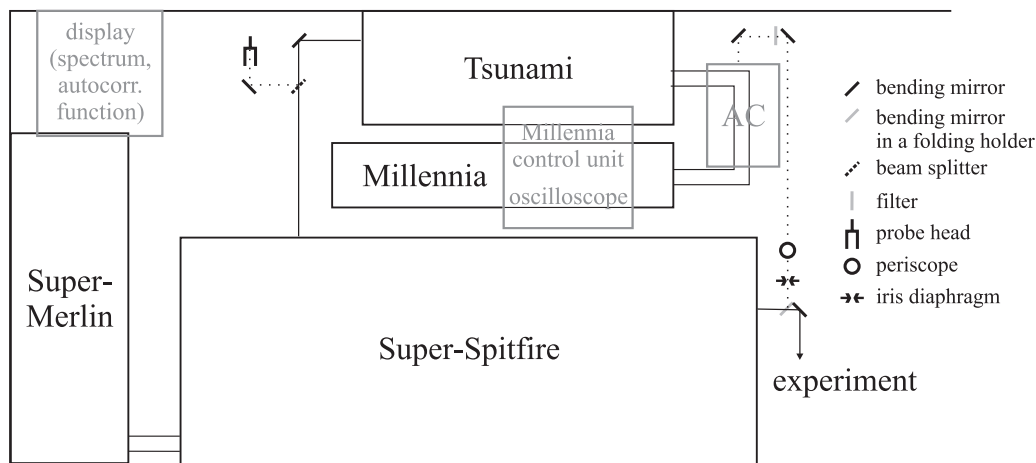 display
(spectrum,
autocorr.
function)
Tsunami
AC
Millennia
control unit
oscilloscope
Millennia
Super-
Merlin
Super-Spitfire
experiment
bending mirror
bending mirror
in a folding holder
beam splitter
filter
probe head
periscope
iris diaphragm